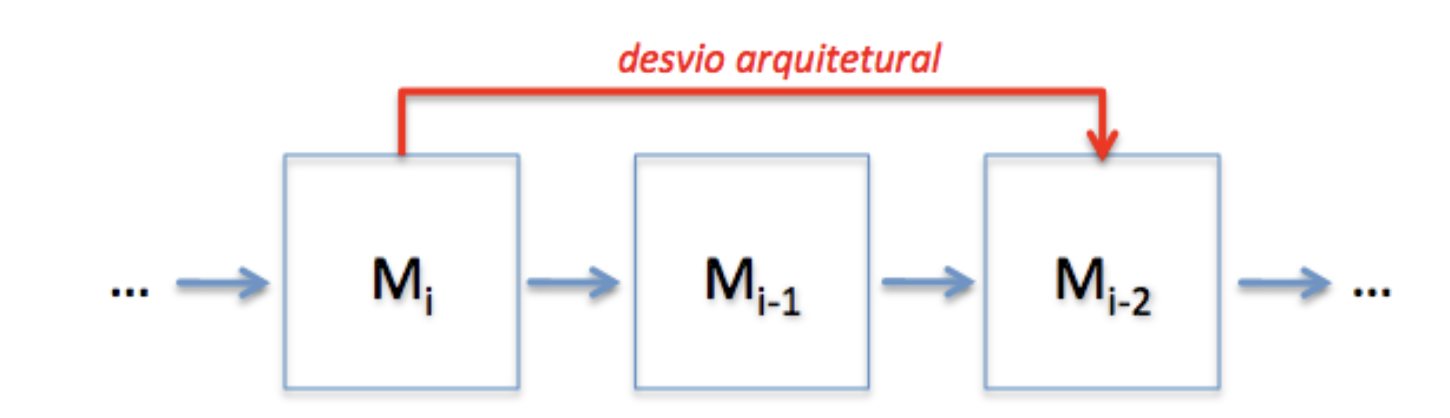 desvio arquitetural
... Mᵢ Mᵢ₋₁ Mᵢ₋₂ ...